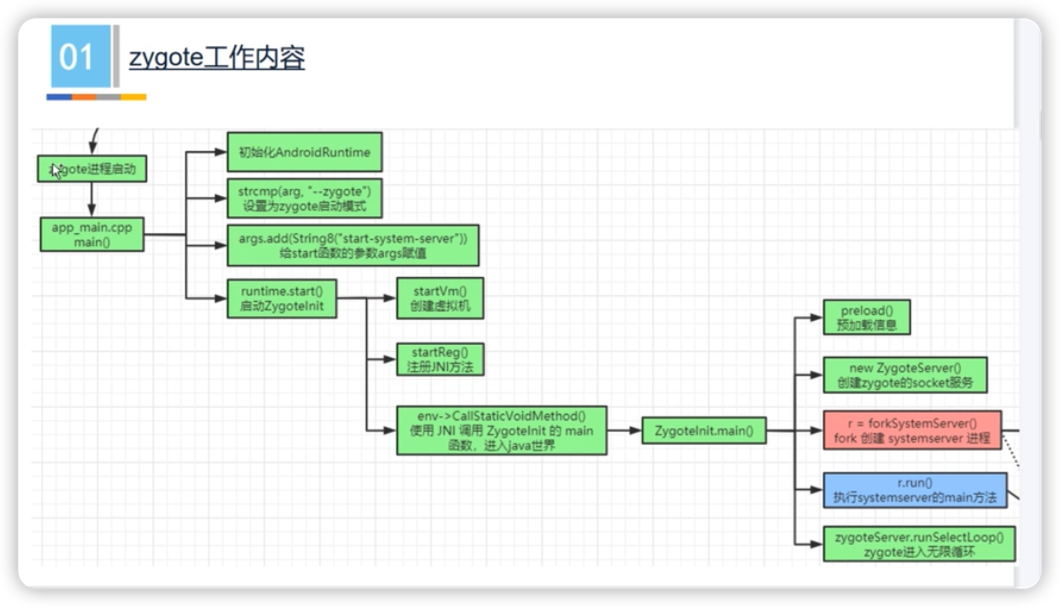 01
zygote工作内容
zygote进程启动
app_main.cpp
main()
初始化AndroidRuntime
strcmp(arg, "--zygote")
设置为zygote启动模式
args.add(String8("start-system-server"))
给start函数的参数args赋值
runtime.start()
启动ZygoteInit
startVm()
创建虚拟机
startReg()
注册JNI方法
env->CallStaticVoidMethod()
使用 JNI 调用 ZygoteInit 的 main
函数，进入java世界
ZygoteInit.main()
preload()
预加载信息
new ZygoteServer()
创建zygote的socket服务
r = forkSystemServer()
fork 创建 systemserver 进程
r.run()
执行systemserver的main方法
zygoteServer.runSelectLoop()
zygote进入无限循环